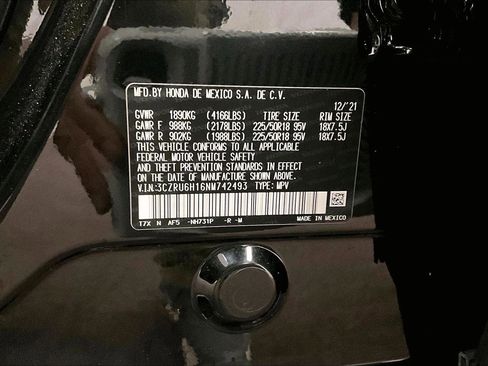 MFD.BY HONDA DE MEXICO S.A. DE C.V.
12/'21
GVWR 1890KG (4166LBS) TIRE SIZE RIM SIZE
GAWR F 988KG (2178LBS) 225/50R18 95V 18X7.5J
GAWR R 902KG (1988LBS) 225/50R18 95V 18X7.5J
THIS VEHICLE CONFORMS TO ALL APPLICABLE
FEDERAL MOTOR VEHICLE SAFETY AND
THEFT PREVENTION STANDARDS IN EFFECT ON
THE DATE OF MANUFACTURE SHOWN ABOVE.
V.I.N:3CZRU6H16NM742493 TYPE: MPV
T7X N AF5 -NH731P -R -M MADE IN MEXICO